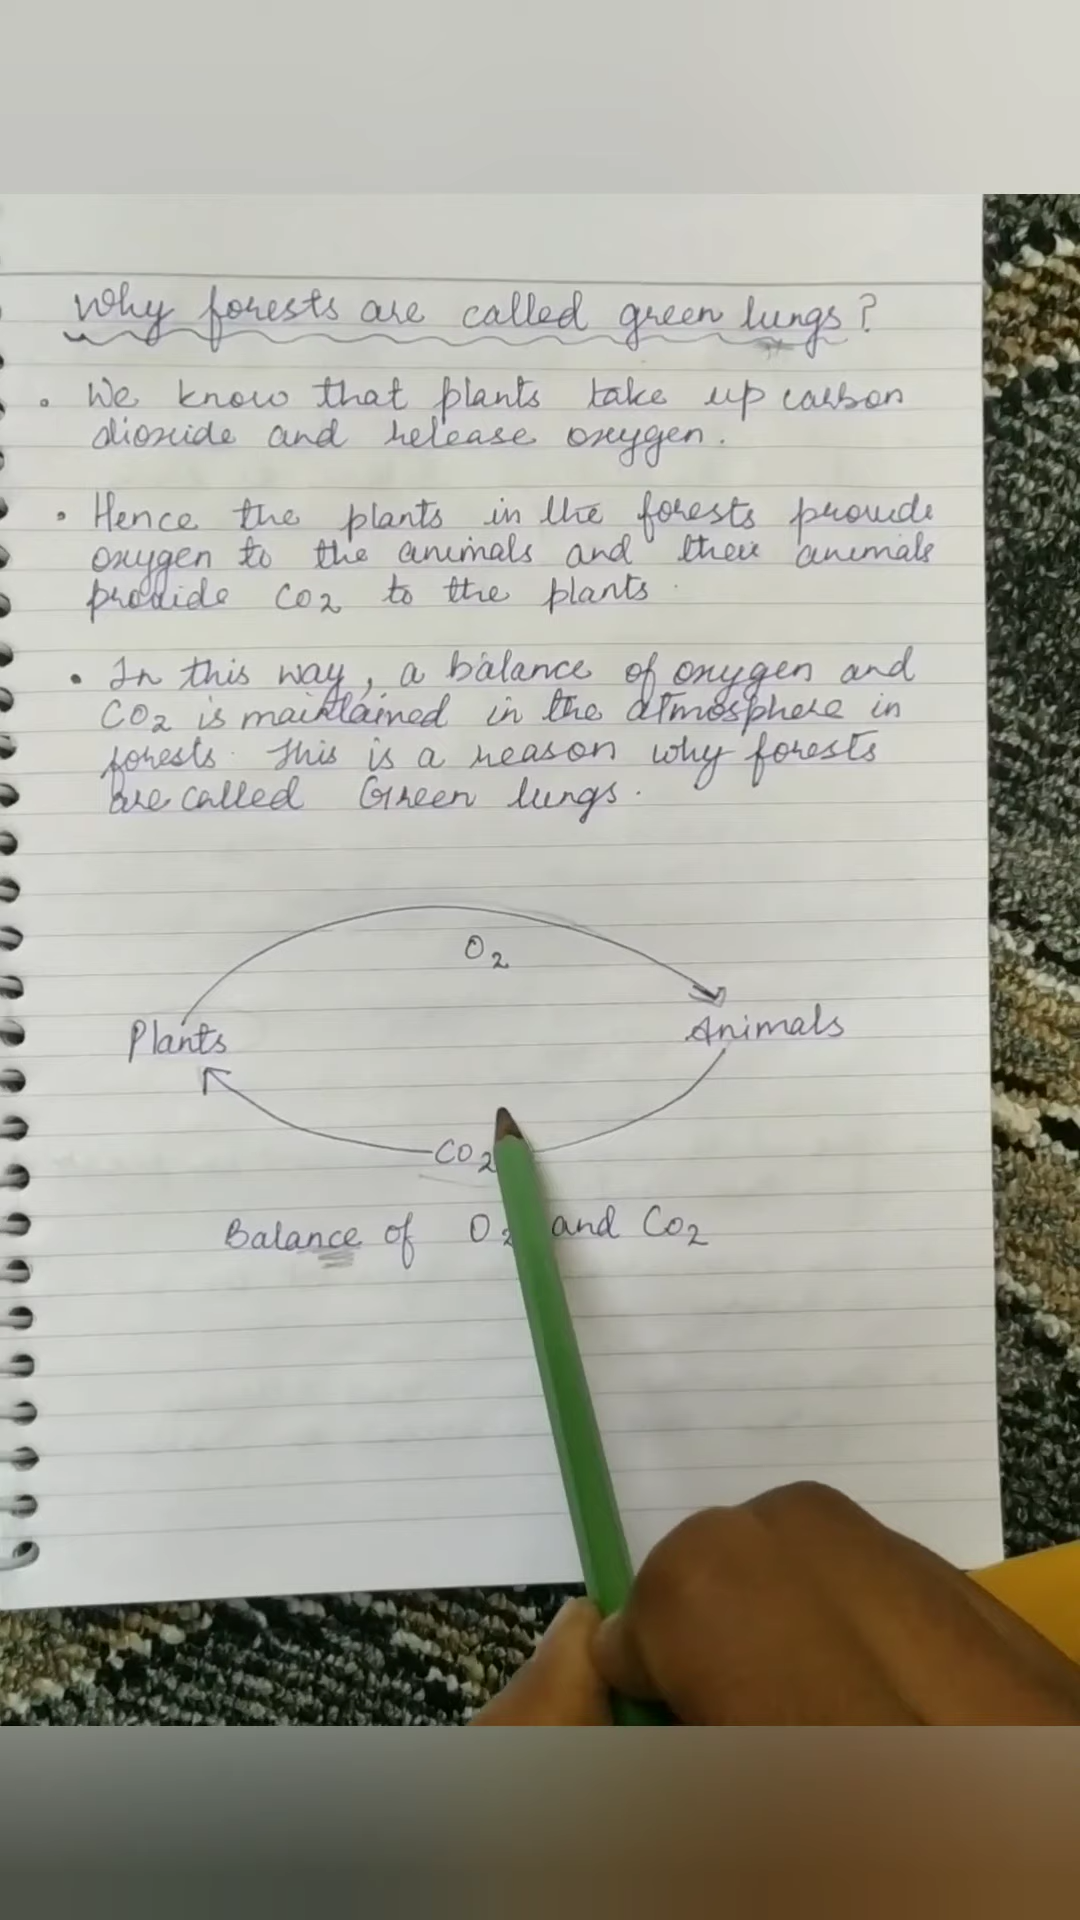 Why forests are called green lungs?
• We know that plants take up carbon
dioxide and release oxygen.
• Hence the plants in the forests provide
oxygen to the animals and their animals
provide CO2 to the plants.
• In this way, a balance of oxygen and
CO2 is maintained in the atmosphere in
forests. This is a reason why forests
are called Green lungs.
O2
Plants
Animals
CO2
Balance of O2 and CO2